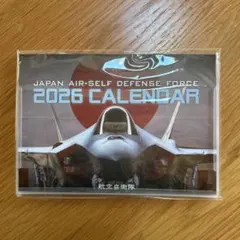 JAPAN AIR-SELF DEFENSE FORCE
2026 CALENDAR
航空自衛隊